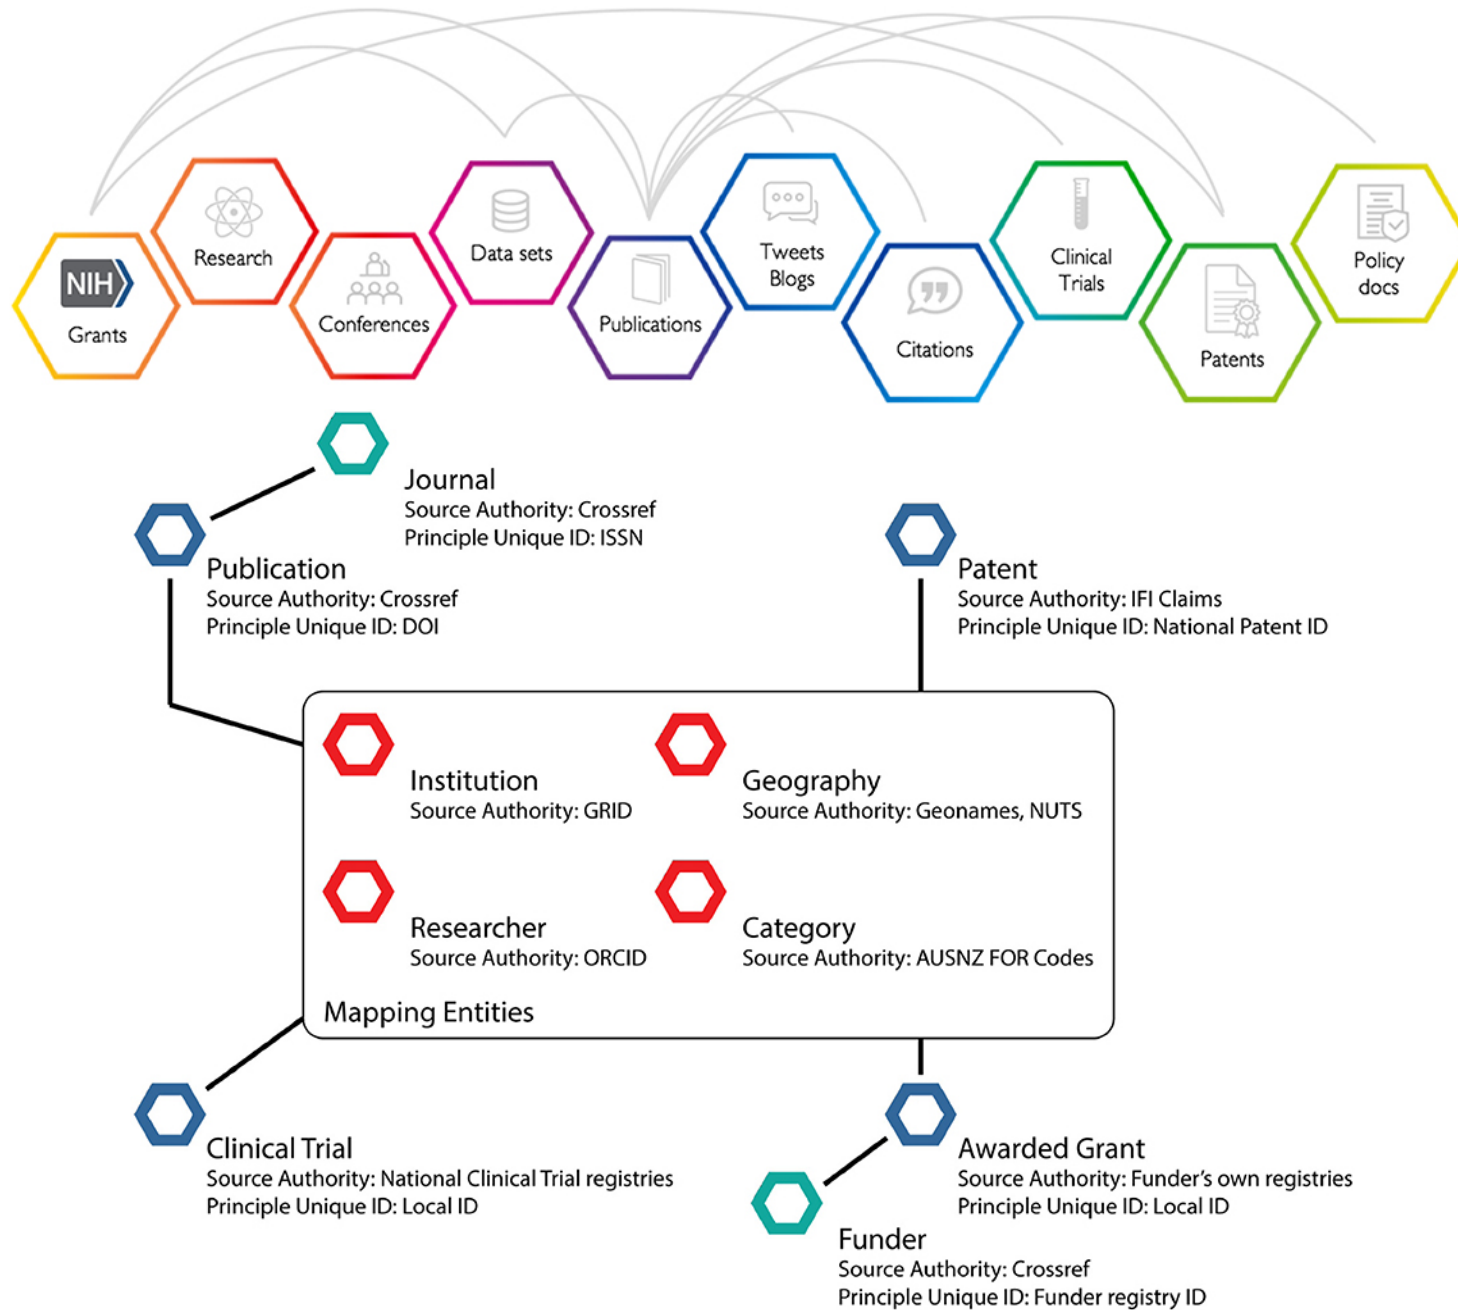 NIH
Grants
Research
Conferences
Data sets
Publications
Tweets
Blogs
Citations
Clinical
Trials
Patents
Policy
docs
Journal
Source Authority: Crossref
Principle Unique ID: ISSN
Publication
Source Authority: Crossref
Principle Unique ID: DOI
Patent
Source Authority: IFI Claims
Principle Unique ID: National Patent ID
Institution
Source Authority: GRID
Geography
Source Authority: Geonames, NUTS
Researcher
Source Authority: ORCID
Category
Source Authority: AUSNZ FOR Codes
Mapping Entities
Clinical Trial
Source Authority: National Clinical Trial registries
Principle Unique ID: Local ID
Awarded Grant
Source Authority: Funder's own registries
Principle Unique ID: Local ID
Funder
Source Authority: Crossref
Principle Unique ID: Funder registry ID